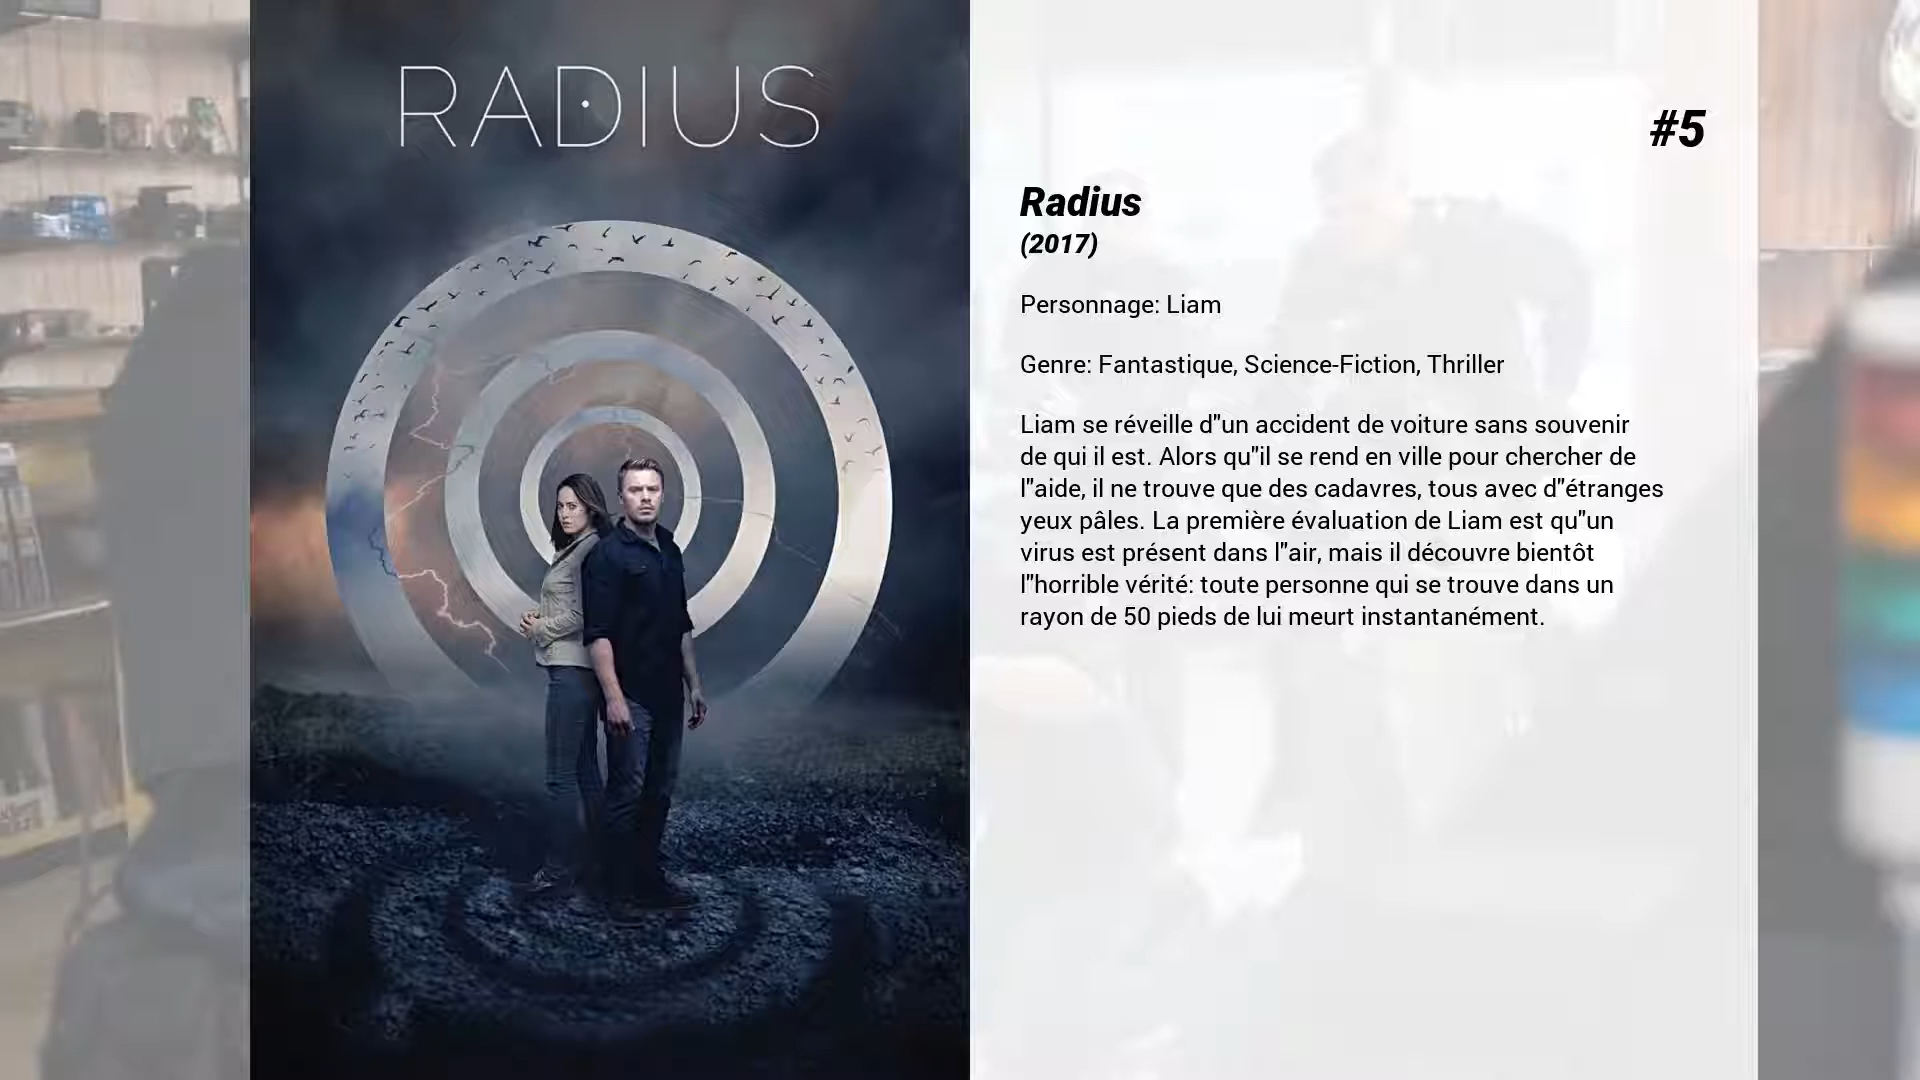 RADIUS
#5
Radius
(2017)
Personnage: Liam
Genre: Fantastique, Science-Fiction, Thriller
Liam se réveille d"un accident de voiture sans souvenir
de qui il est. Alors qu"il se rend en ville pour chercher de
l"aide, il ne trouve que des cadavres, tous avec d"étranges
yeux pâles. La première évaluation de Liam est qu"un
virus est présent dans l"air, mais il découvre bientôt
l"horrible vérité: toute personne qui se trouve dans un
rayon de 50 pieds de lui meurt instantanément.